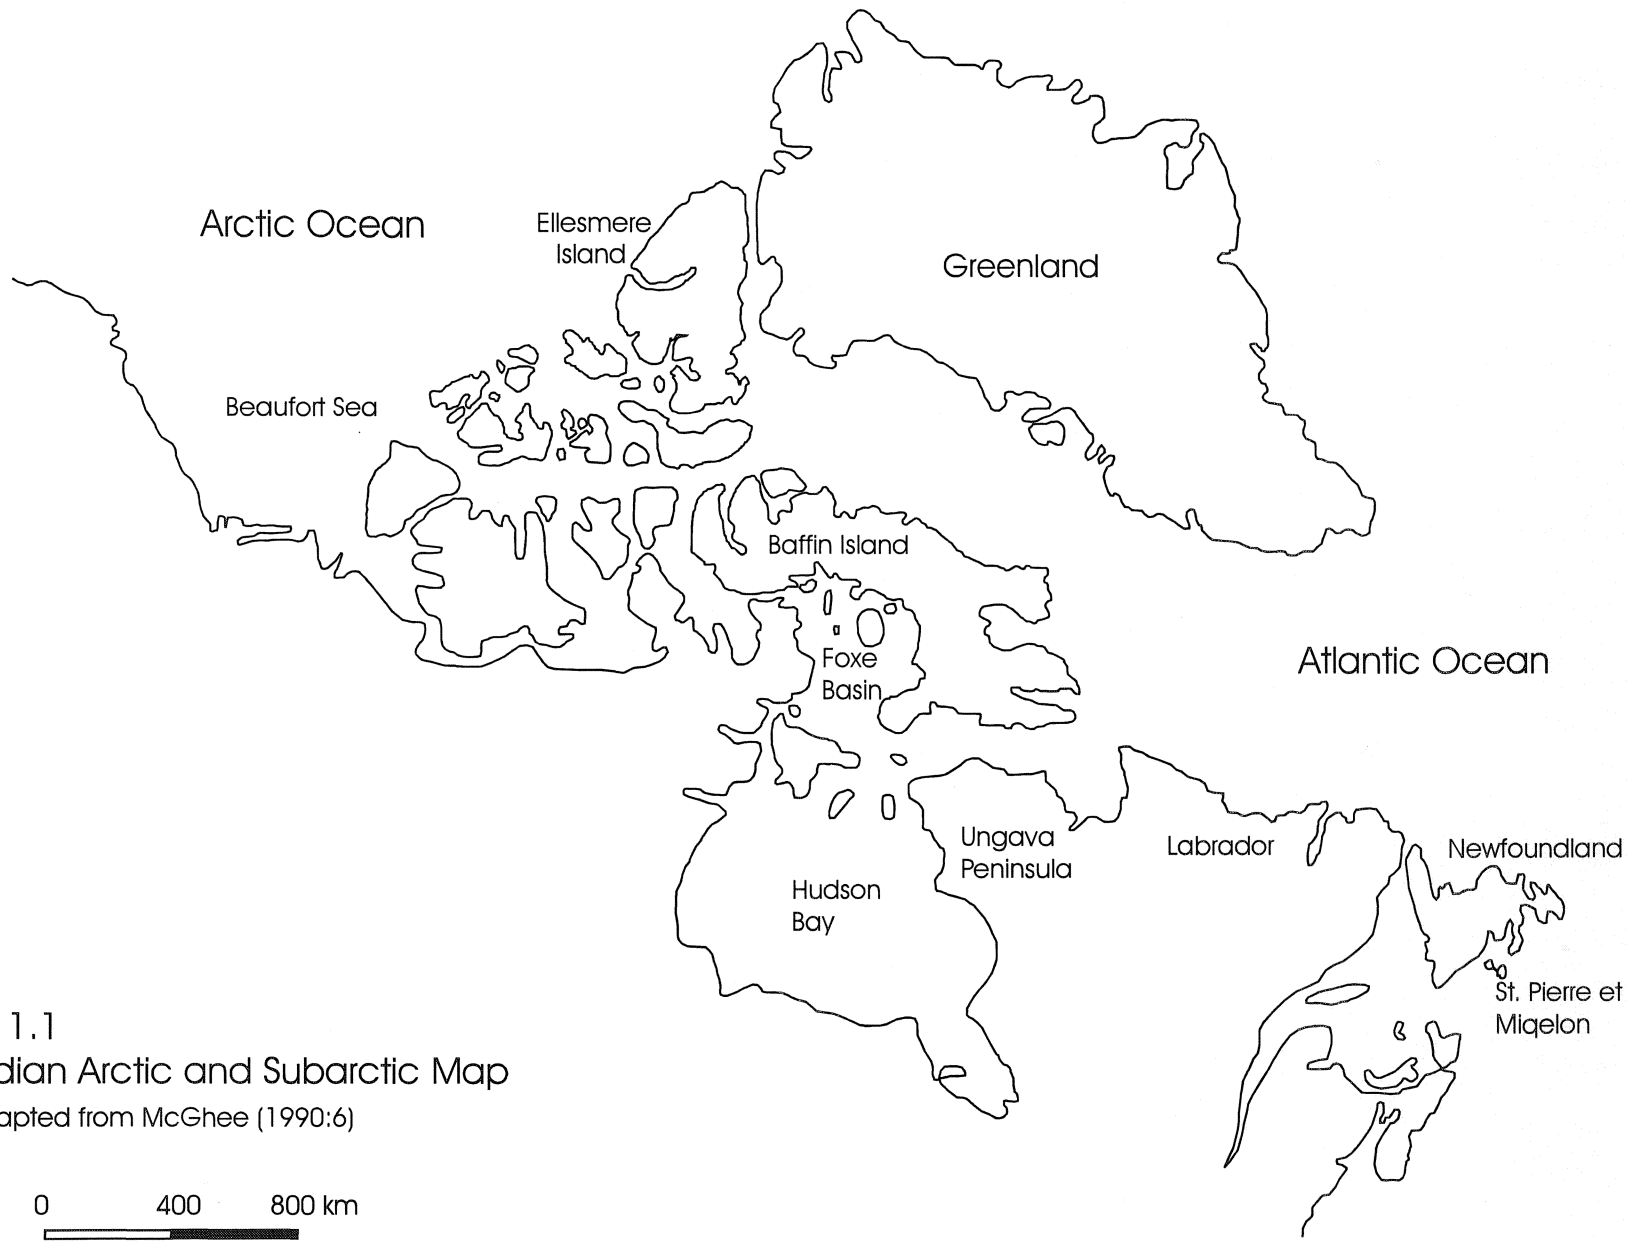 Arctic Ocean
Ellesmere
Island
Greenland
Beaufort Sea
Baffin Island
Foxe
Basin
Atlantic Ocean
Ungava
Peninsula
Labrador
Newfoundland
Hudson
Bay
St. Pierre et
Miqelon
1.1
dian Arctic and Subarctic Map
apted from McGhee (1990:6)
0 400 800 km